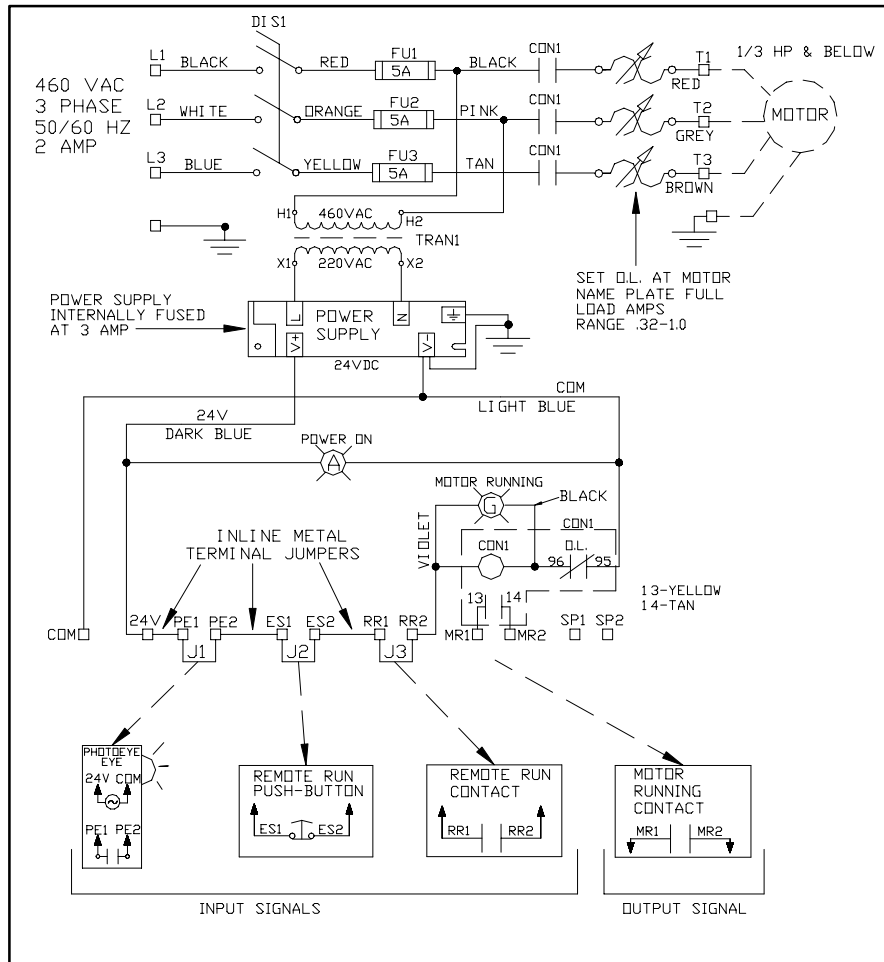 DIS1
L1
BLACK
RED
FU1
5A
BLACK
CON1
T1
RED
1/3 HP & BELOW
460 VAC
3 PHASE
50/60 HZ
2 AMP
L2
WHITE
ORANGE
FU2
5A
PINK
CON1
T2
GREY
MOTOR
L3
BLUE
YELLOW
FU3
5A
TAN
CON1
T3
BROWN
H1
460VAC
H2
TRAN1
X1
220VAC
X2
SET O.L. AT MOTOR
NAME PLATE FULL
LOAD AMPS
RANGE .32-1.0
POWER SUPPLY
INTERNALLY FUSED
AT 3 AMP
L
POWER
SUPPLY
N
V+
V-
24VDC
COM
LIGHT BLUE
24V
DARK BLUE
POWER ON
A
MOTOR RUNNING
G
BLACK
VIOLET
CON1
CON1
O.L.
96
95
INLINE METAL
TERMINAL JUMPERS
13
14
13-YELLOW
14-TAN
COM
24V
PE1
PE2
ES1
ES2
RR1
RR2
MR1
MR2
SP1
SP2
J1
J2
J3
PHOTOEYE
EYE
24V COM
PE1 PE2
REMOTE RUN
PUSH-BUTTON
ES1
ES2
REMOTE RUN
CONTACT
RR1
RR2
MOTOR
RUNNING
CONTACT
MR1
MR2
INPUT SIGNALS
OUTPUT SIGNAL